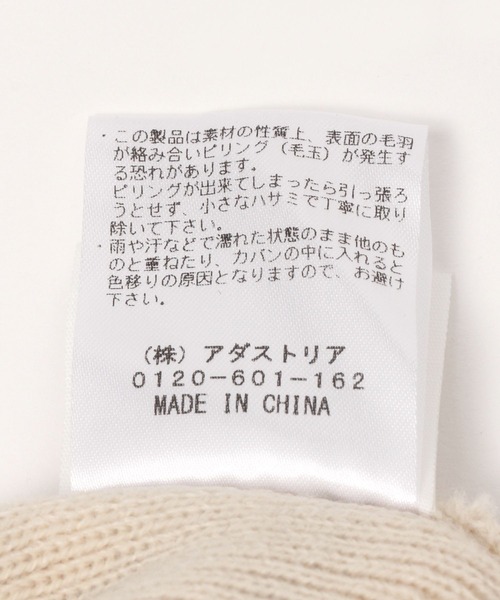 ・この製品は素材の性質上、表面の毛羽
が絡み合いピリング（毛玉）が発生す
る恐れがあります。
ピリングが出来てしまったら引っ張ろ
うとせず、小さなハサミで丁寧に取り
除いて下さい。
・雨や汗などで濡れた状態のまま他のも
のと重ねたり、カバンの中に入れると
色移りの原因となりますので、お避け
下さい。
（株）アダストリア
0120-601-162
MADE IN CHINA